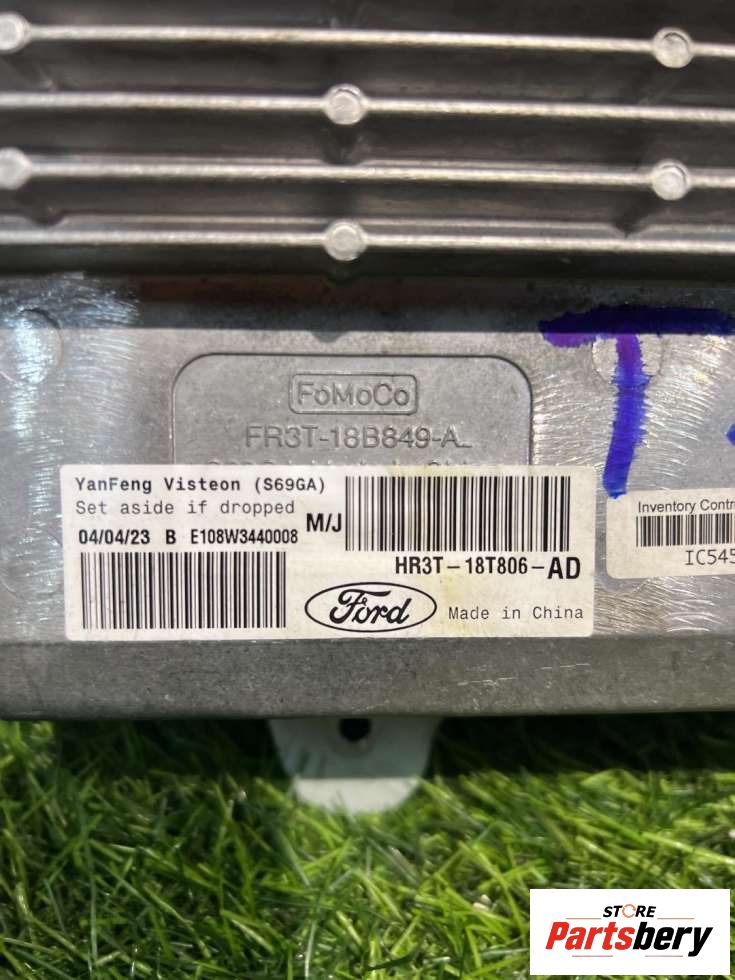 FoMoCo
FR3T-18B849-A
YanFeng Visteon (S69GA)
Set aside if dropped
04/04/23 B E108W3440008 M/J
HR3T-18T806-AD
Ford Made in China
Inventory Contr
IC545
T
STORE
Partsbery